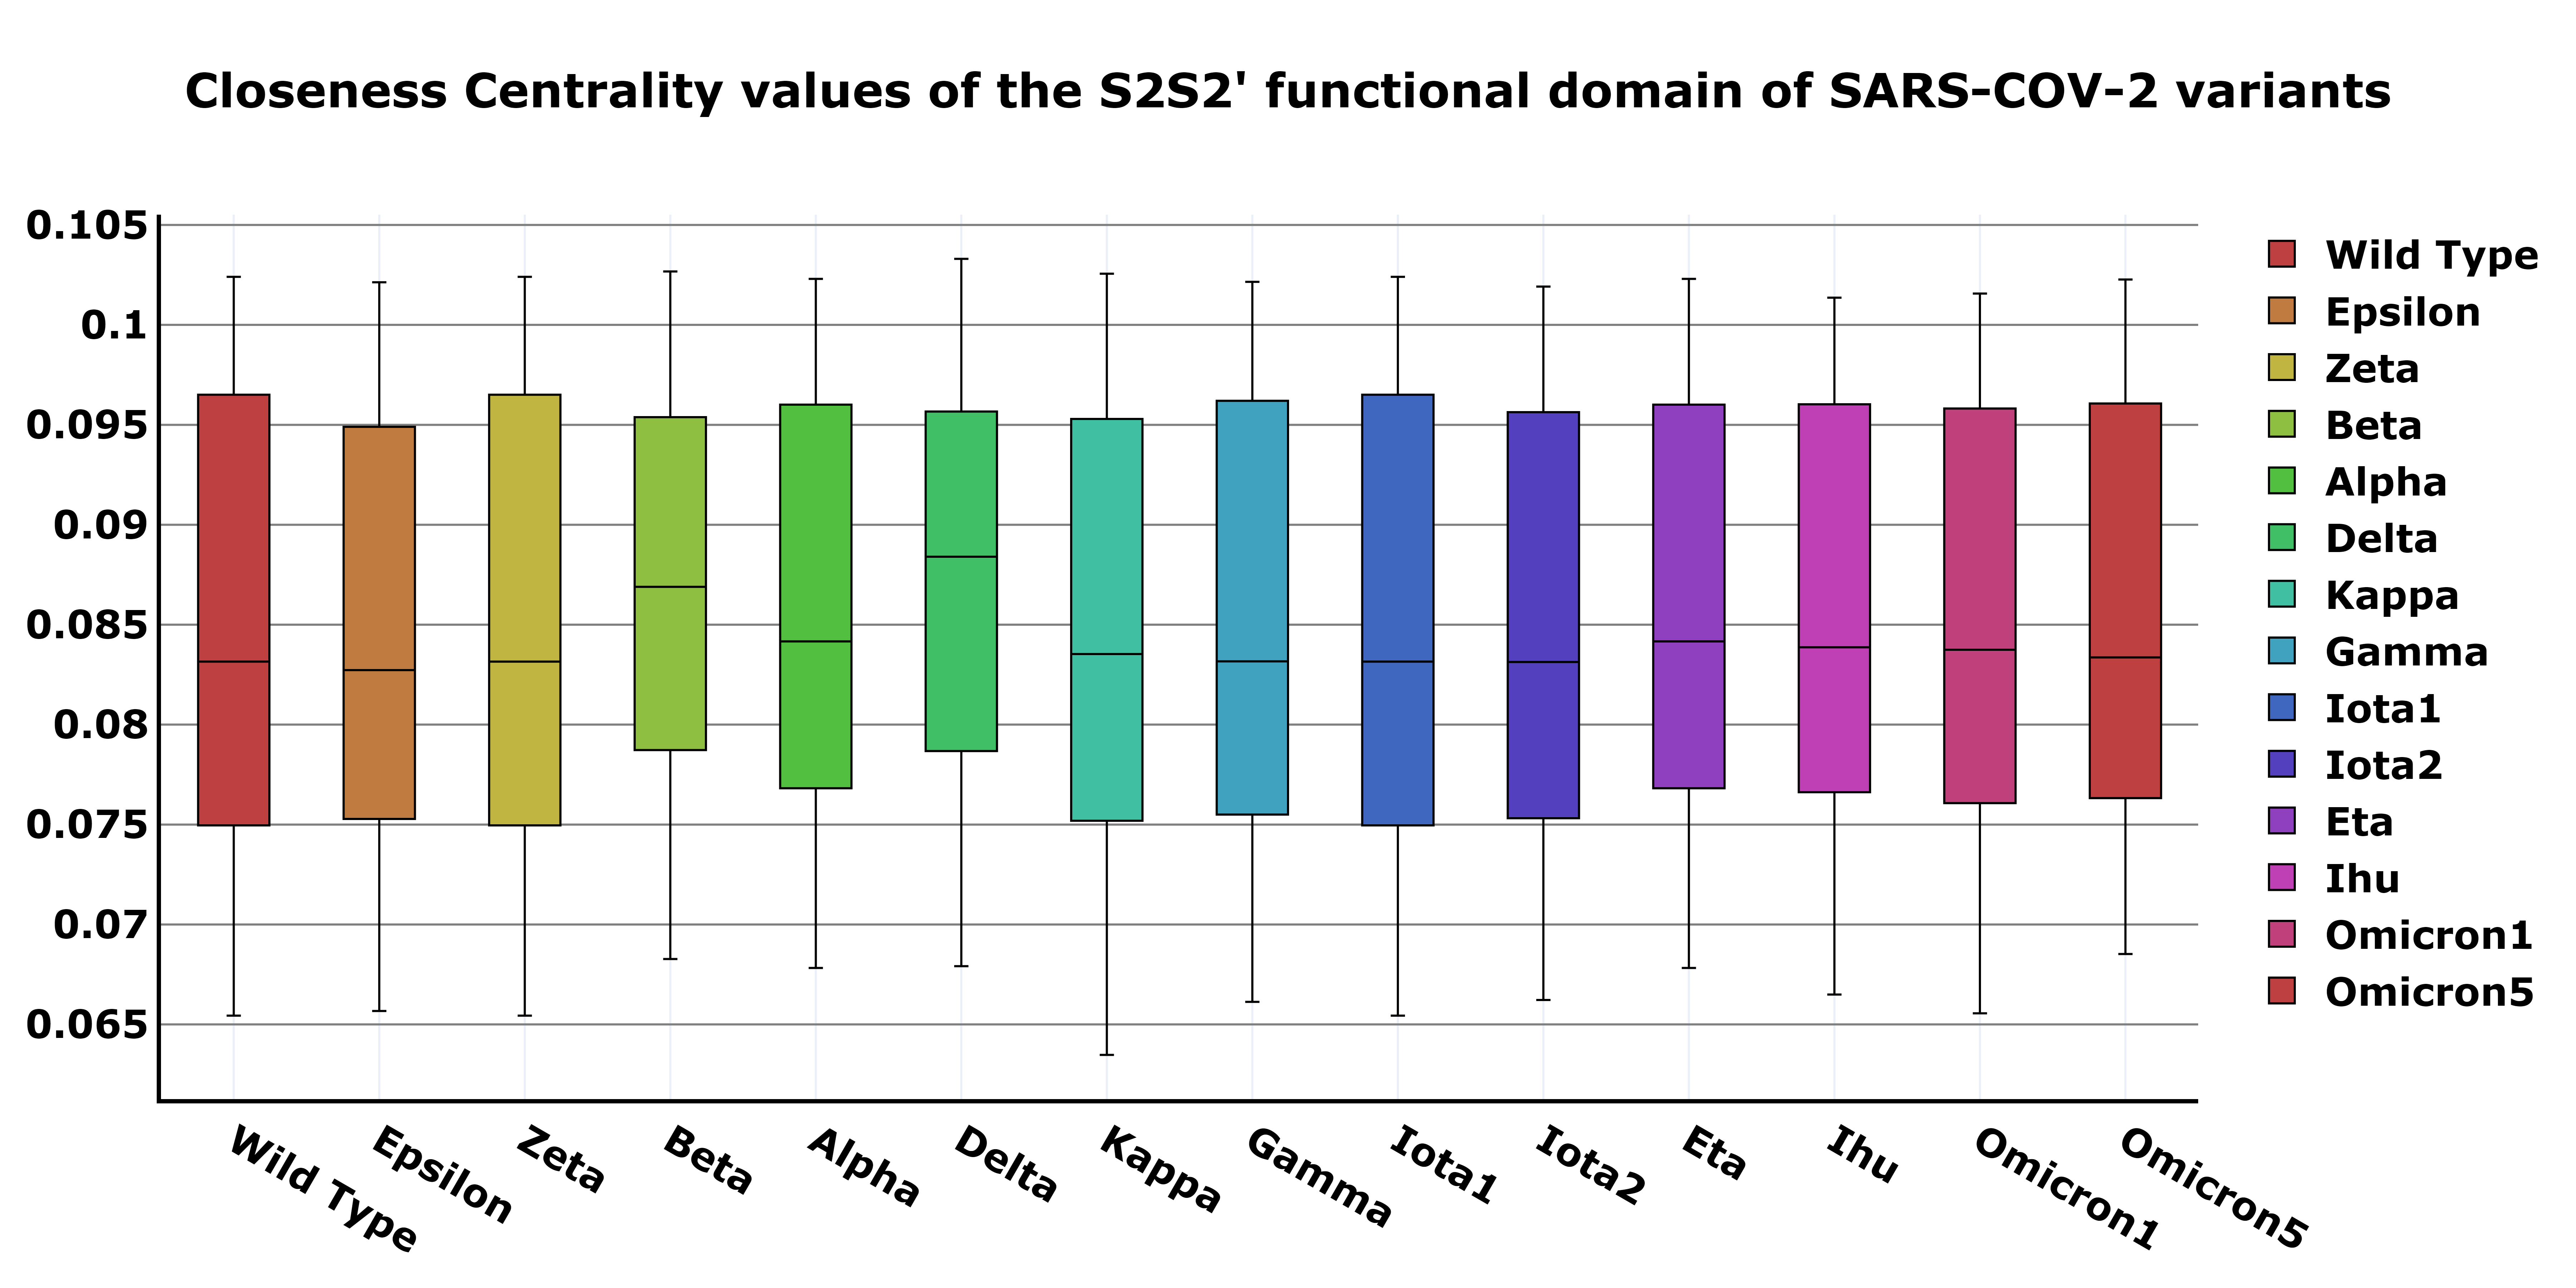 Closeness Centrality values of the S2S2' functional domain of SARS-COV-2 variants
0.105
0.1
0.095
0.09
0.085
0.08
0.075
0.07
0.065
Wild Type
Epsilon
Zeta
Beta
Alpha
Delta
Kappa
Gamma
Iota1
Iota2
Eta
Ihu
Omicron1
Omicron5
Wild Type
Epsilon
Zeta
Beta
Alpha
Delta
Kappa
Gamma
Iota1
Iota2
Eta
Ihu
Omicron1
Omicron5